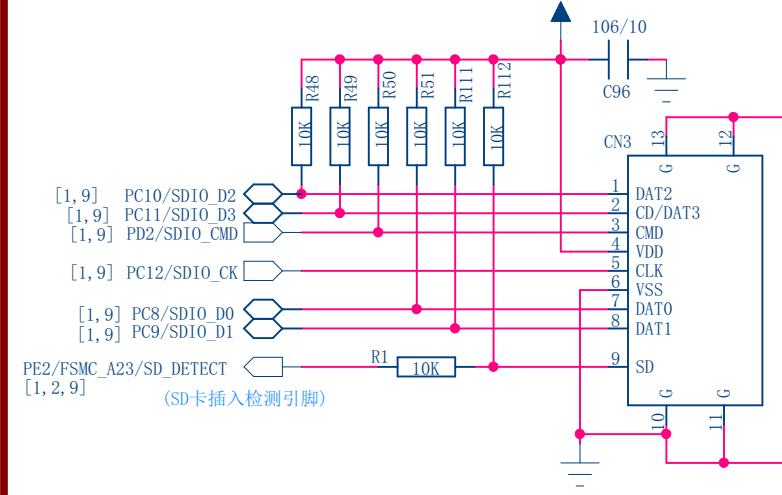 106/10
C96
R48
R49
R50
R51
R111
R112
10K
10K
10K
10K
10K
10K
CN3
13
12
G
G
[1,9] PC10/SDIO_D2
1
DAT2
[1,9] PC11/SDIO_D3
2
CD/DAT3
[1,9] PD2/SDIO_CMD
3
CMD
4
VDD
[1,9] PC12/SDIO_CK
5
CLK
6
VSS
[1,9] PC8/SDIO_D0
7
DAT0
[1,9] PC9/SDIO_D1
8
DAT1
R1
10K
PE2/FSMC_A23/SD_DETECT
9
SD
[1,2,9]
(SD卡插入检测引脚)
G
G
10
11